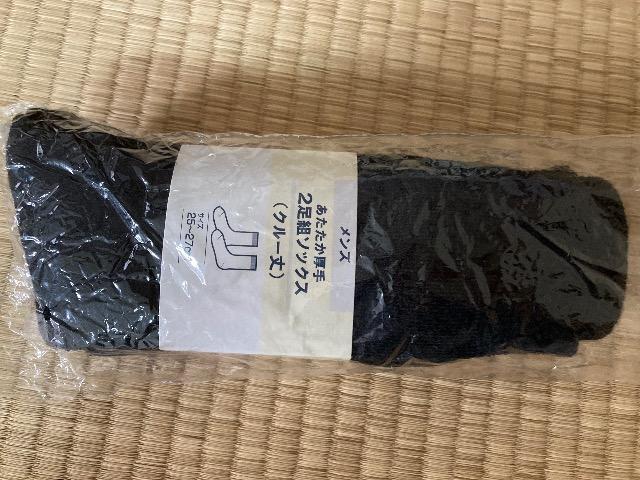 メンズ
あたたか厚手
2足組ソックス
（クルー丈）
サイズ
25~27cm